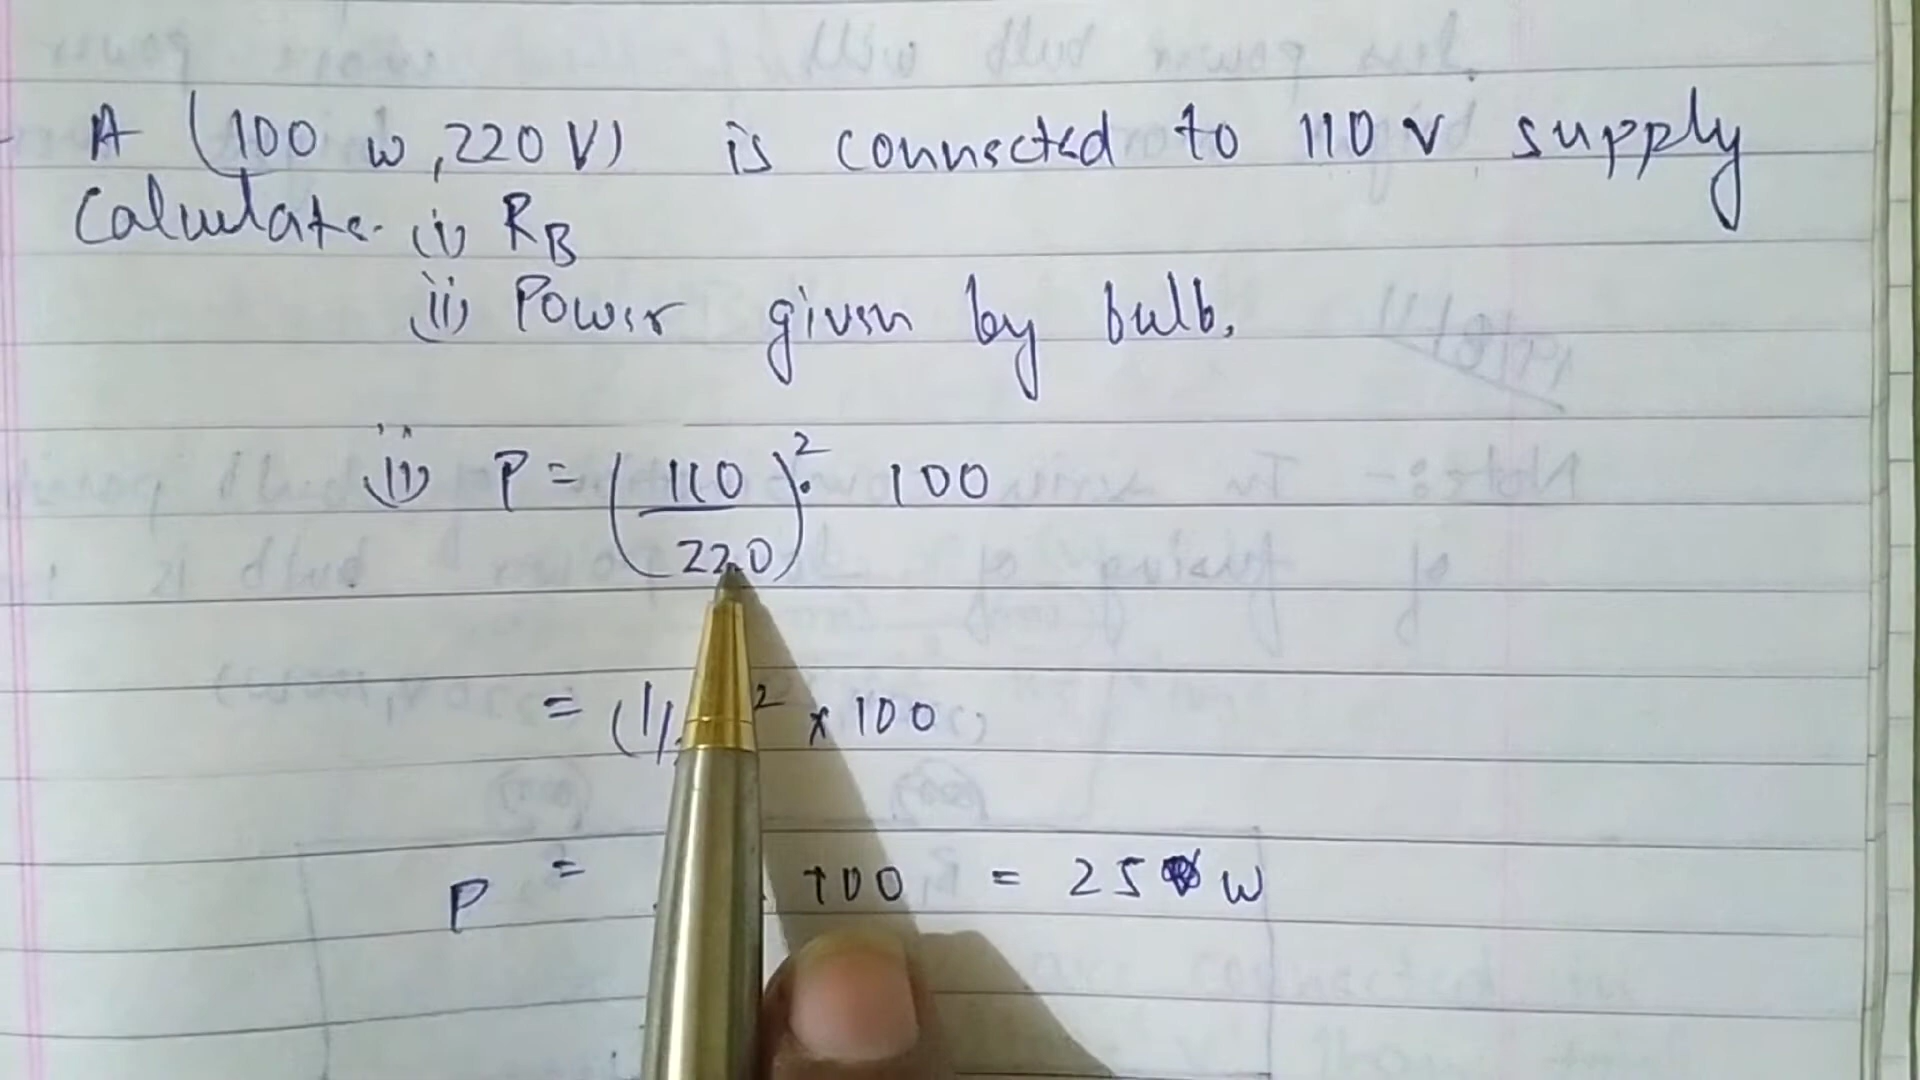 A (100 w, 220 V) is connected to 110 v supply
Calculate. (i) RB
(ii) Power given by bulb.
(ii) P = (110/220)² · 100
= (1/ ² × 100
P = 100 = 25 w